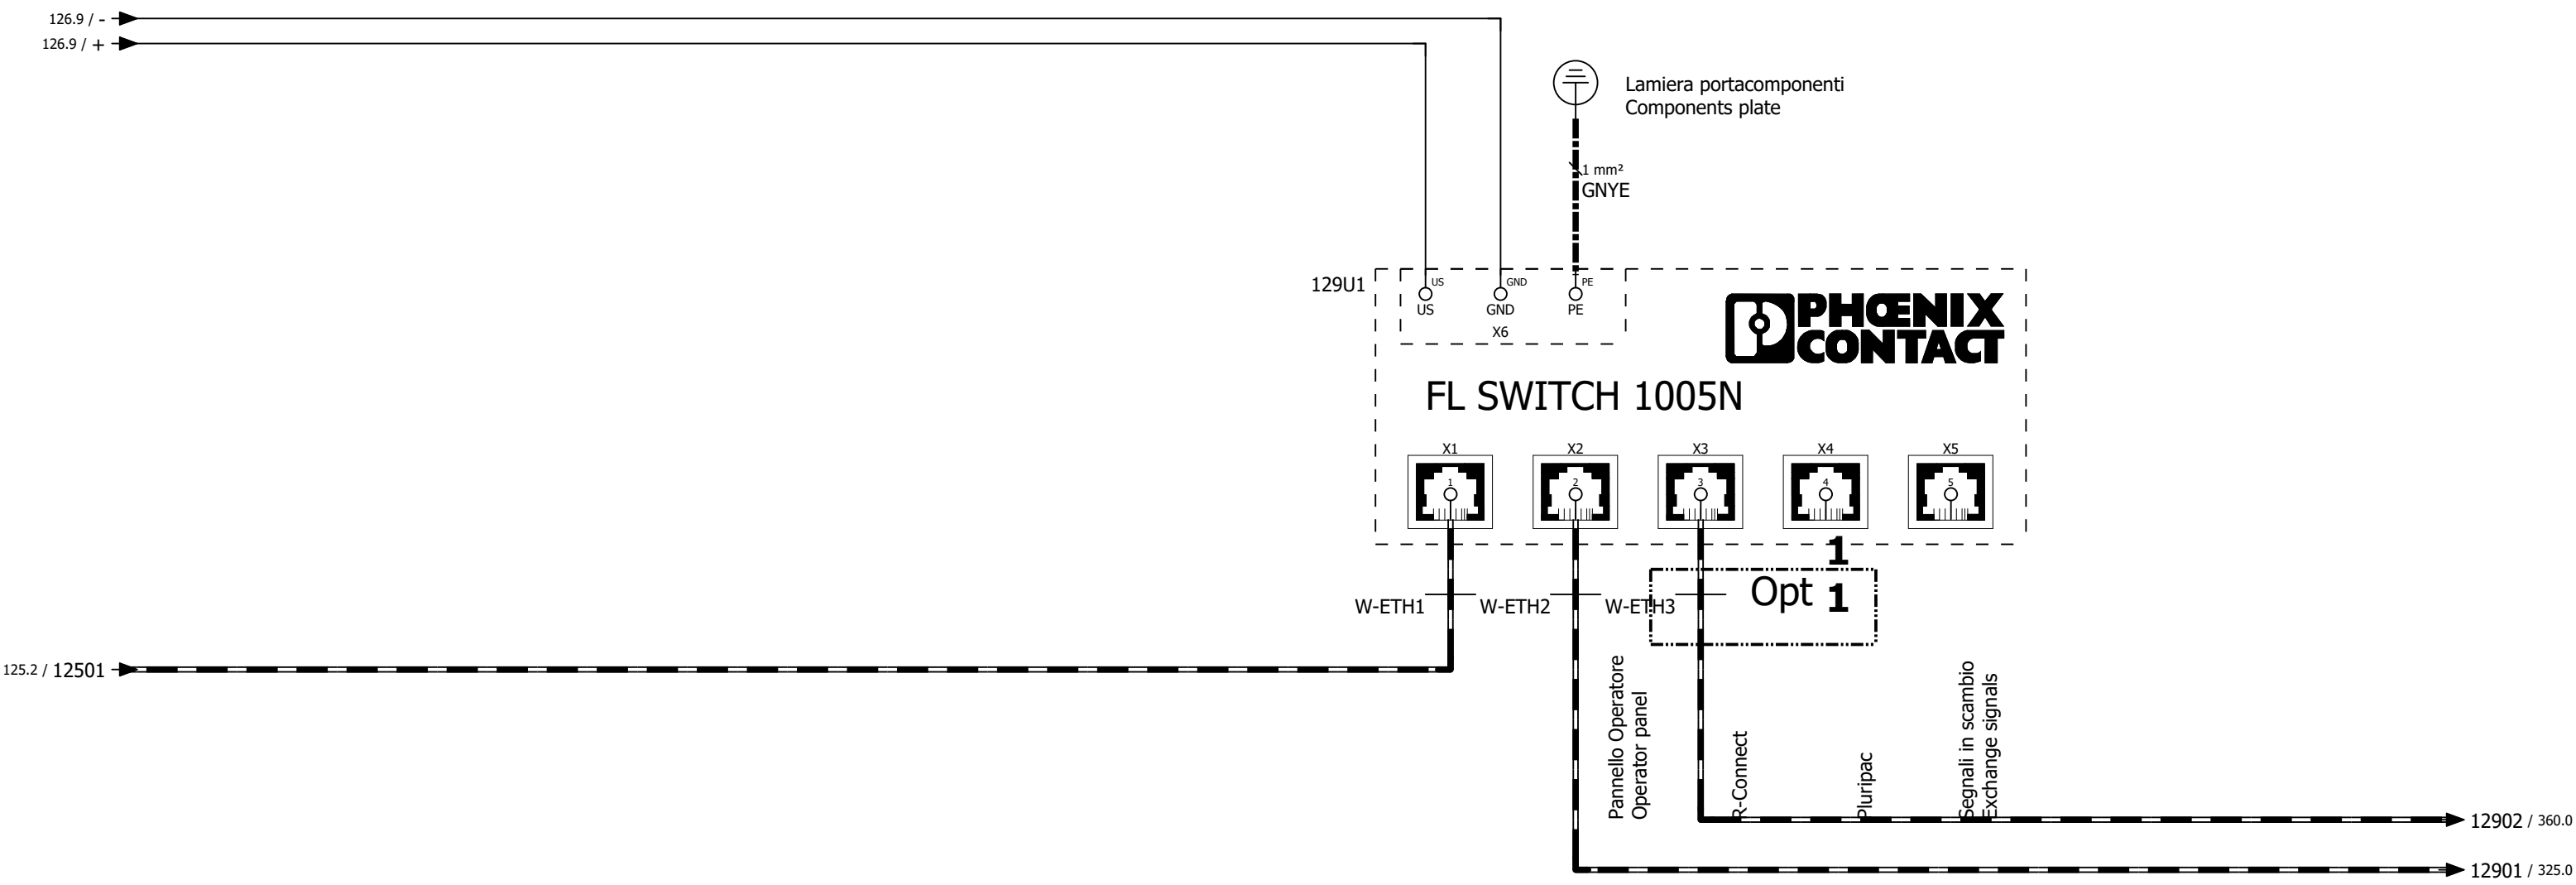 126.9 / -
126.9 / +
Lamiera portacomponenti
Components plate
1 mm²
GNYE
129U1
US
GND
PE
US
GND
PE
X6
PHŒNIX
CONTACT
FL SWITCH 1005N
X1
X2
X3
X4
X5
1
2
3
4
5
1
Opt 1
W-ETH1
W-ETH2
W-ETH3
125.2 / 12501
Pannello Operatore
Operator panel
R-Connect
Pluripac
Segnali in scambio
Exchange signals
12902 / 360.0
12901 / 325.0